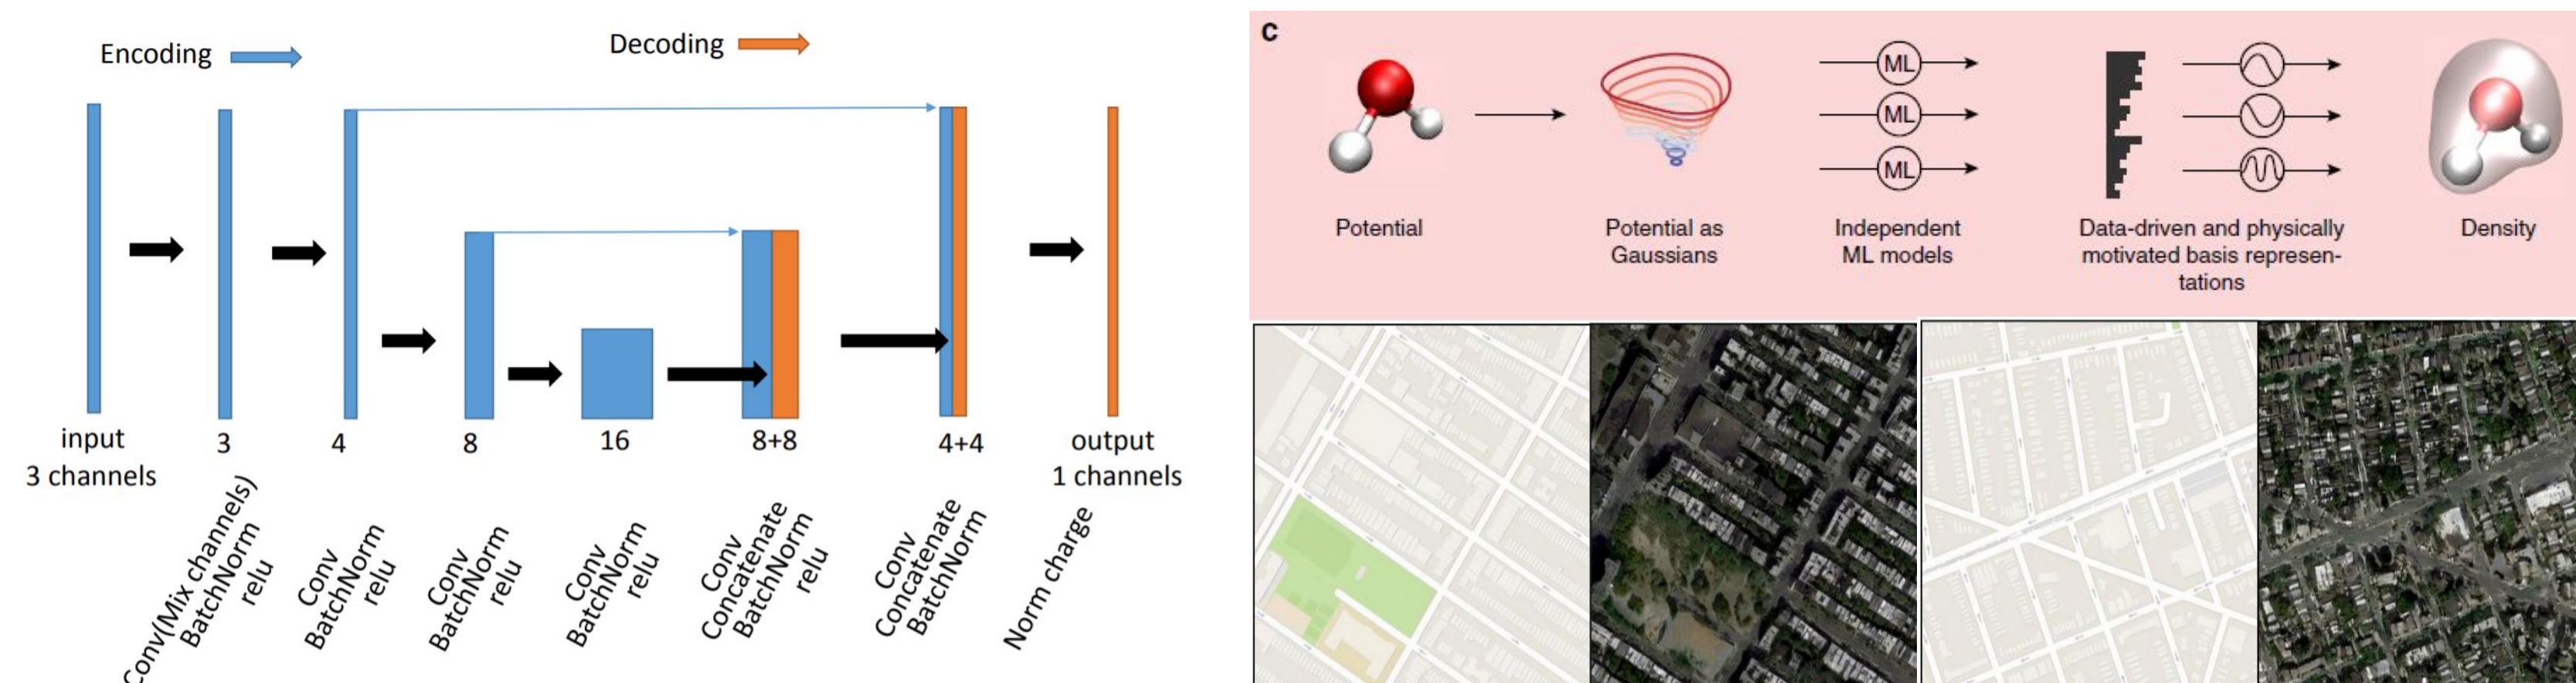 Encoding
Decoding
input
3 channels
3
4
8
16
8+8
4+4
output
1 channels
Conv(Mix channels)
BatchNorm
relu
Conv
BatchNorm
relu
Conv
BatchNorm
relu
Conv
BatchNorm
relu
Conv
Concatenate
BatchNorm
relu
Conv
Concatenate
BatchNorm
Norm charge
c
ML
ML
ML
Potential
Potential as
Gaussians
Independent
ML models
Data-driven and physically
motivated basis represen-
tations
Density